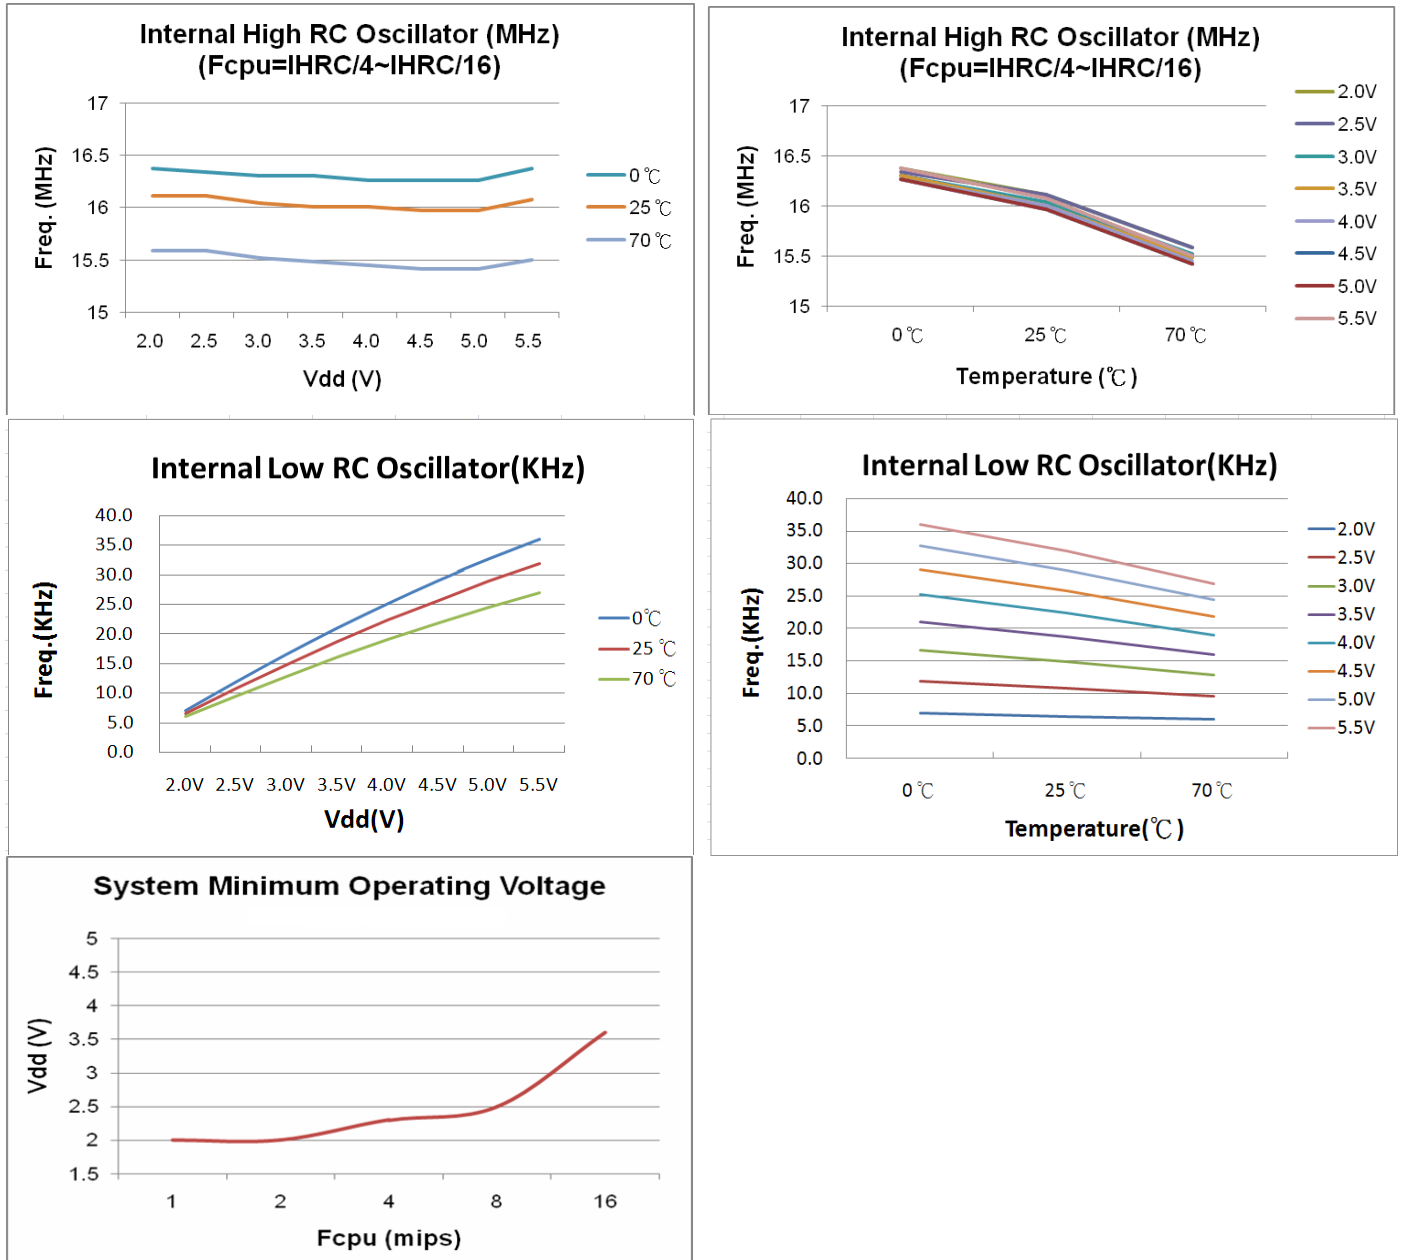 Internal High RC Oscillator (MHz)
(Fcpu=IHRC/4~IHRC/16)
Freq. (MHz)
17
16.5
16
15.5
15
2.0 2.5 3.0 3.5 4.0 4.5 5.0 5.5
Vdd (V)
0℃
25℃
70℃
Internal High RC Oscillator (MHz)
(Fcpu=IHRC/4~IHRC/16)
Freq. (MHz)
17
16.5
16
15.5
15
0℃ 25℃ 70℃
Temperature (℃)
2.0V
2.5V
3.0V
3.5V
4.0V
4.5V
5.0V
5.5V
Internal Low RC Oscillator(KHz)
Freq.(KHz)
40.0
35.0
30.0
25.0
20.0
15.0
10.0
5.0
0.0
2.0V 2.5V 3.0V 3.5V 4.0V 4.5V 5.0V 5.5V
Vdd(V)
0℃
25℃
70℃
Internal Low RC Oscillator(KHz)
Freq.(KHz)
40.0
35.0
30.0
25.0
20.0
15.0
10.0
5.0
0.0
0℃ 25℃ 70℃
Temperature(℃)
2.0V
2.5V
3.0V
3.5V
4.0V
4.5V
5.0V
5.5V
System Minimum Operating Voltage
Vdd (V)
5
4.5
4
3.5
3
2.5
2
1.5
1 2 4 8 16
Fcpu (mips)